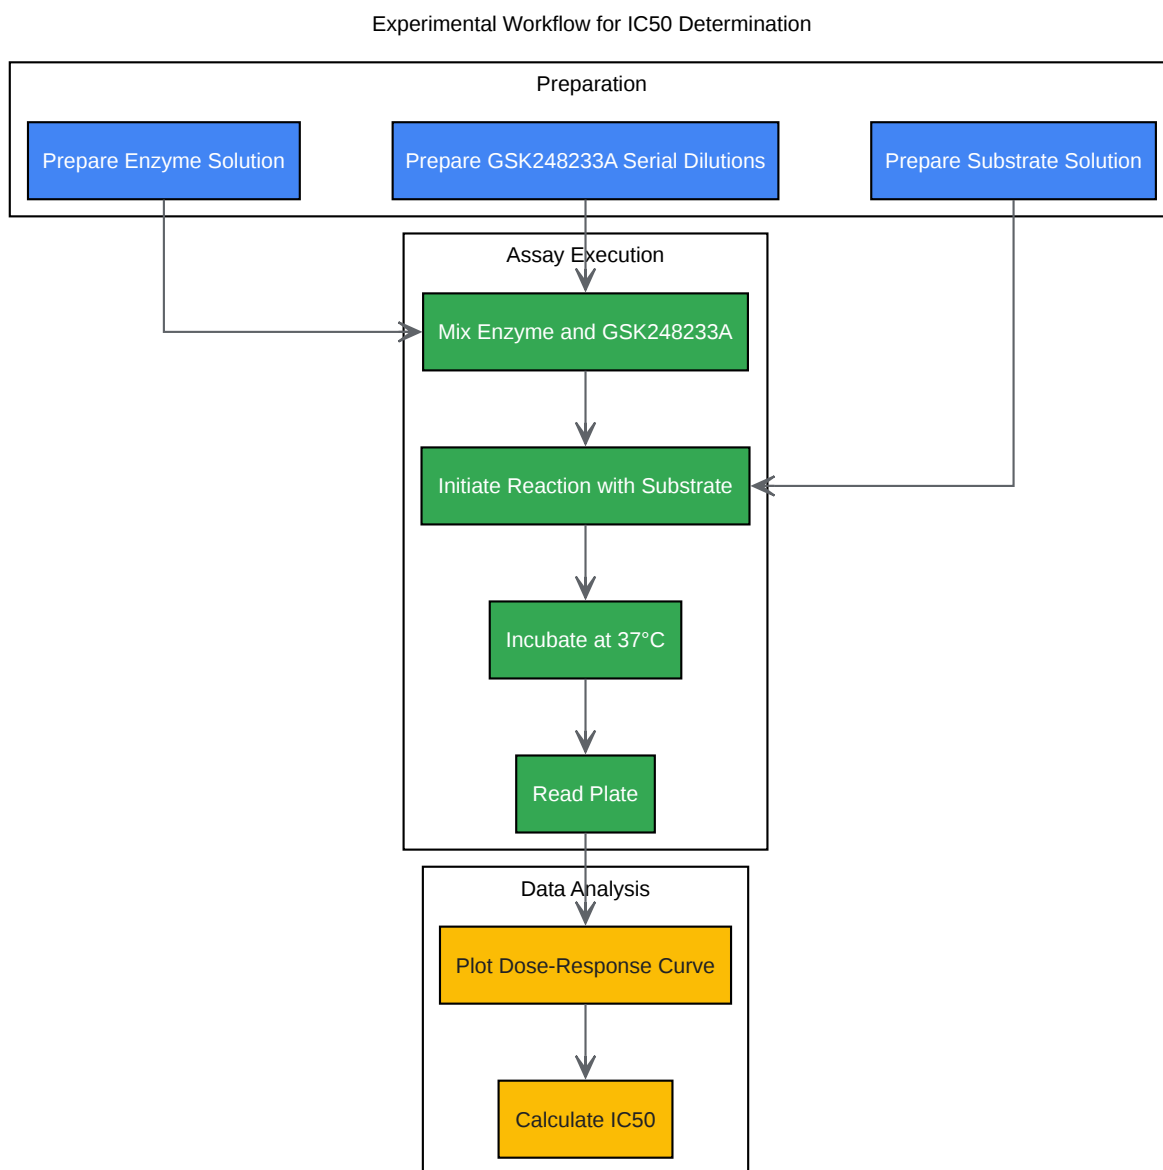 Experimental Workflow for IC50 Determination
Preparation
Prepare Enzyme Solution
Prepare GSK248233A Serial Dilutions
Prepare Substrate Solution
Assay Execution
Mix Enzyme and GSK248233A
Initiate Reaction with Substrate
Incubate at 37°C
Read Plate
Data Analysis
Plot Dose-Response Curve
Calculate IC50